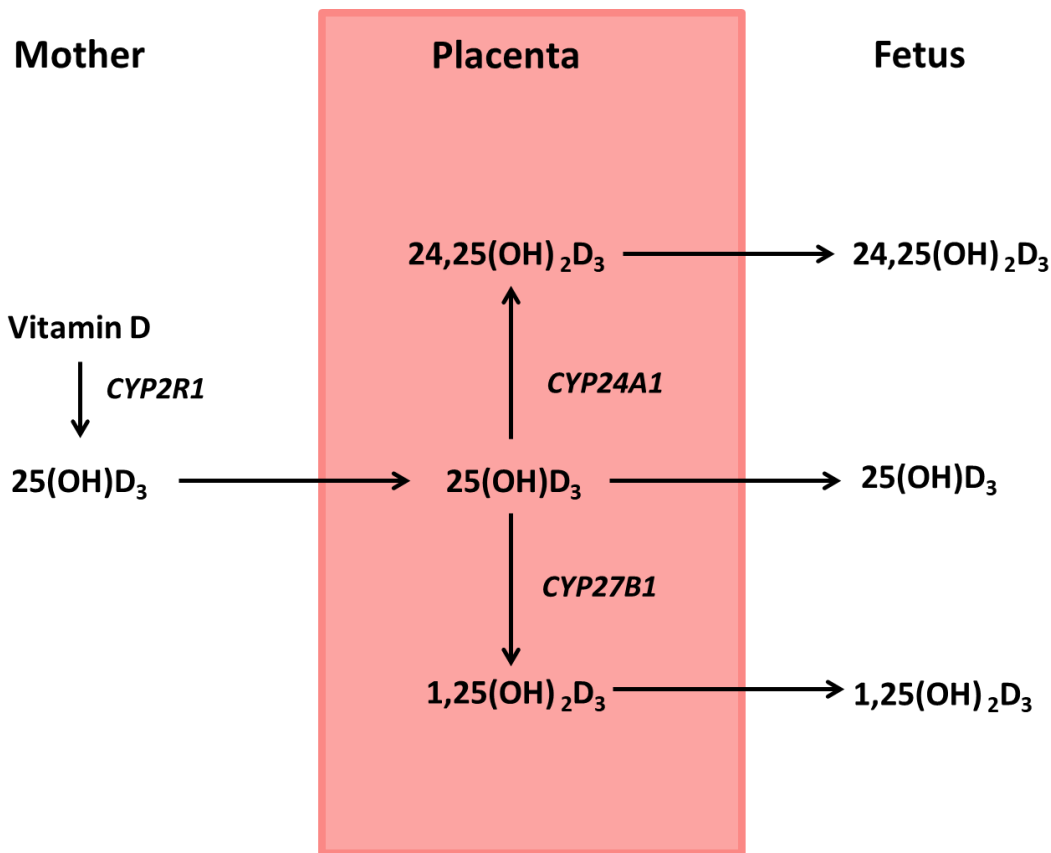 Mother
Placenta
Fetus
24,25(OH)₂D₃
24,25(OH)₂D₃
Vitamin D
CYP2R1
CYP24A1
25(OH)D₃
25(OH)D₃
25(OH)D₃
CYP27B1
1,25(OH)₂D₃
1,25(OH)₂D₃